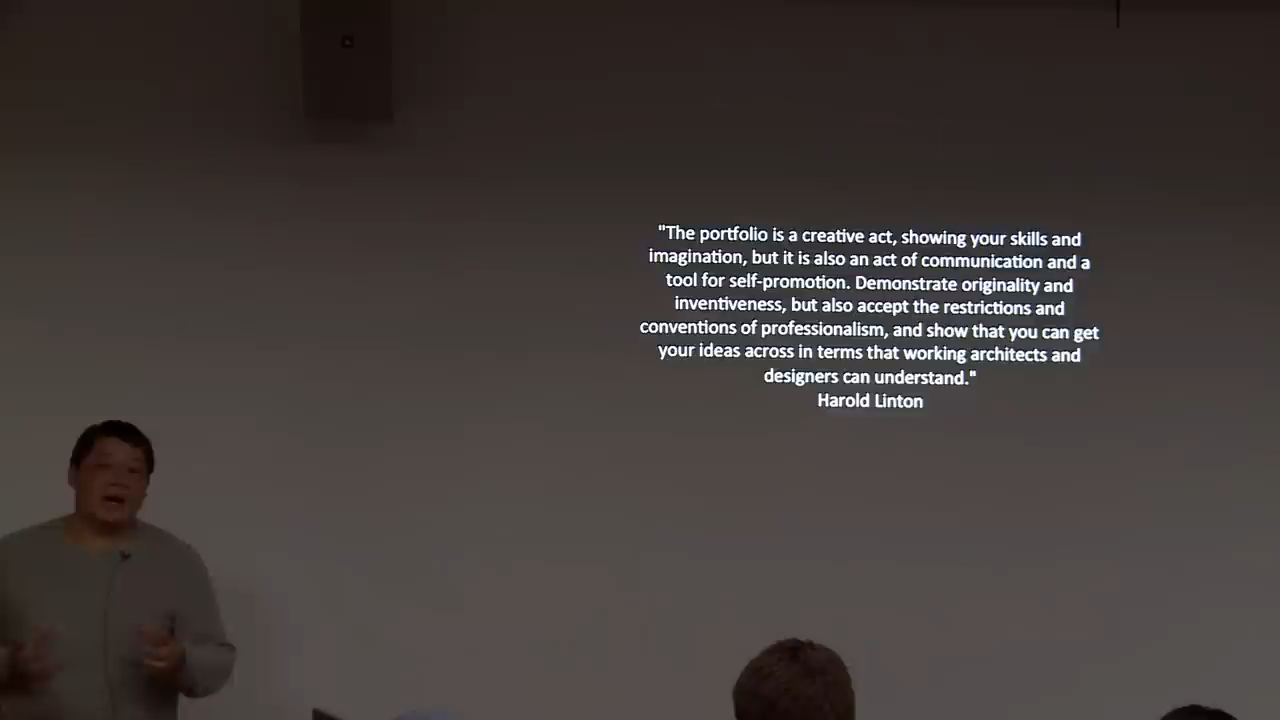 "The portfolio is a creative act, showing your skills and
imagination, but it is also an act of communication and a
tool for self-promotion. Demonstrate originality and
inventiveness, but also accept the restrictions and
conventions of professionalism, and show that you can get
your ideas across in terms that working architects and
designers can understand."
Harold Linton